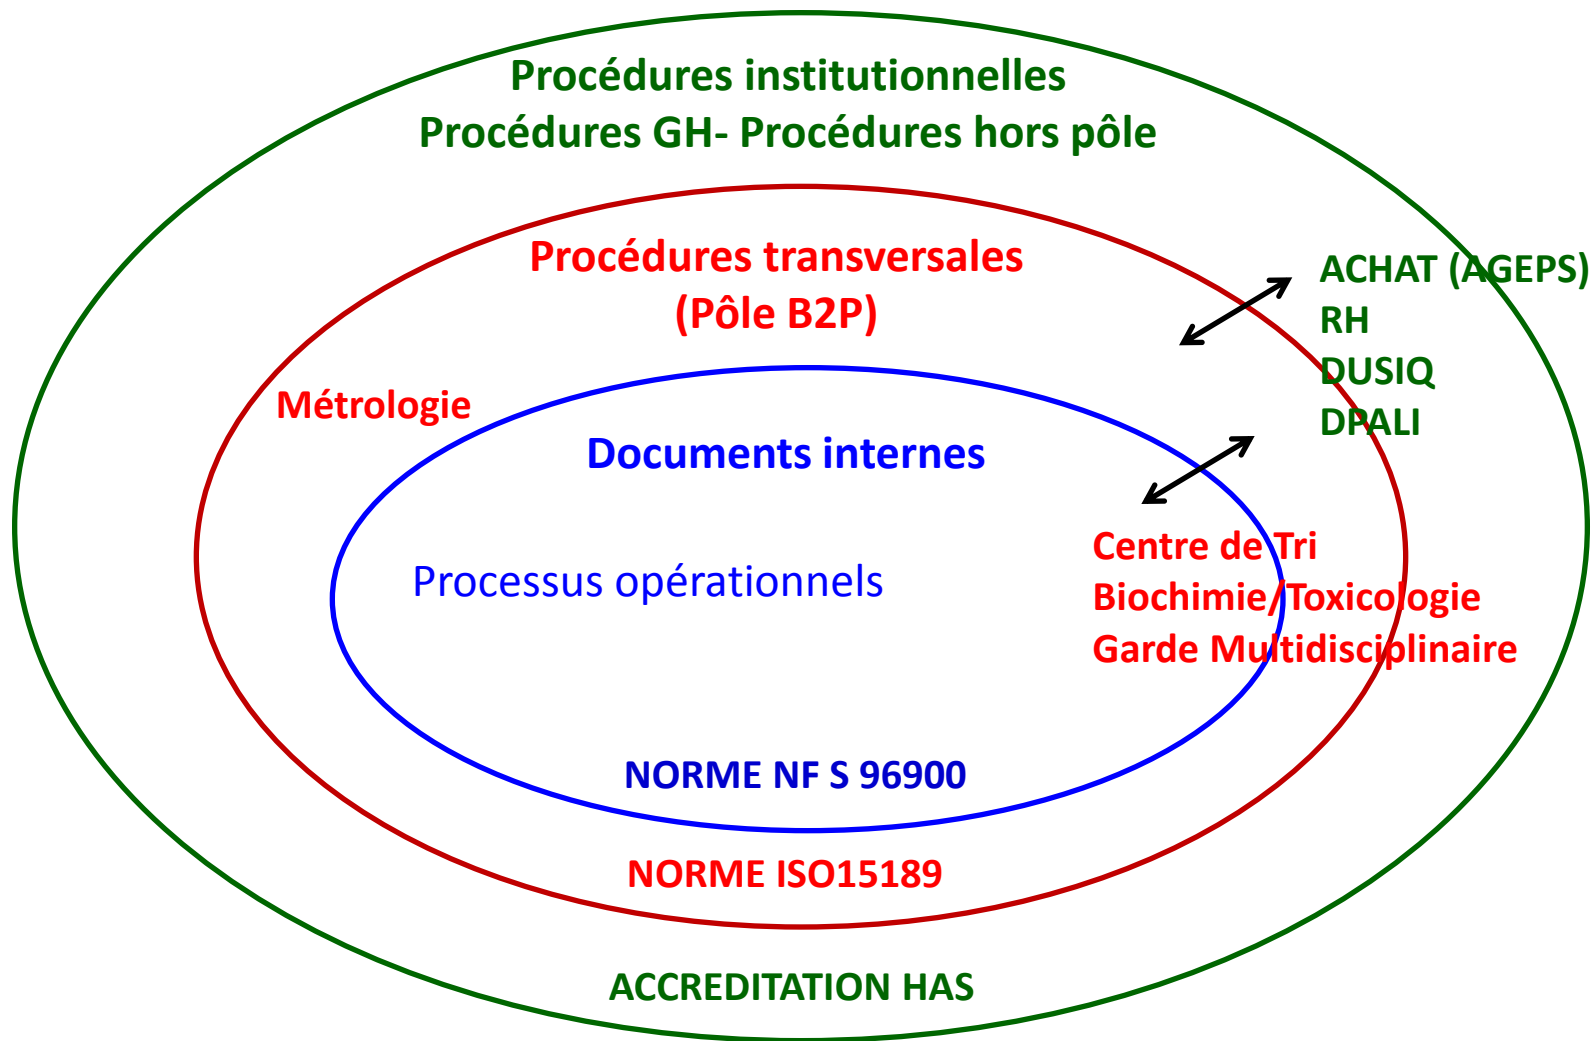 Procédures institutionnelles
Procédures GH- Procédures hors pôle
Procédures transversales
(Pôle B2P)
ACHAT (AGEPS)
RH
DUSIQ
DPALI
Métrologie
Documents internes
Centre de Tri
Biochimie/Toxicologie
Garde Multidisciplinaire
Processus opérationnels
NORME NF S 96900
NORME ISO15189
ACCREDITATION HAS